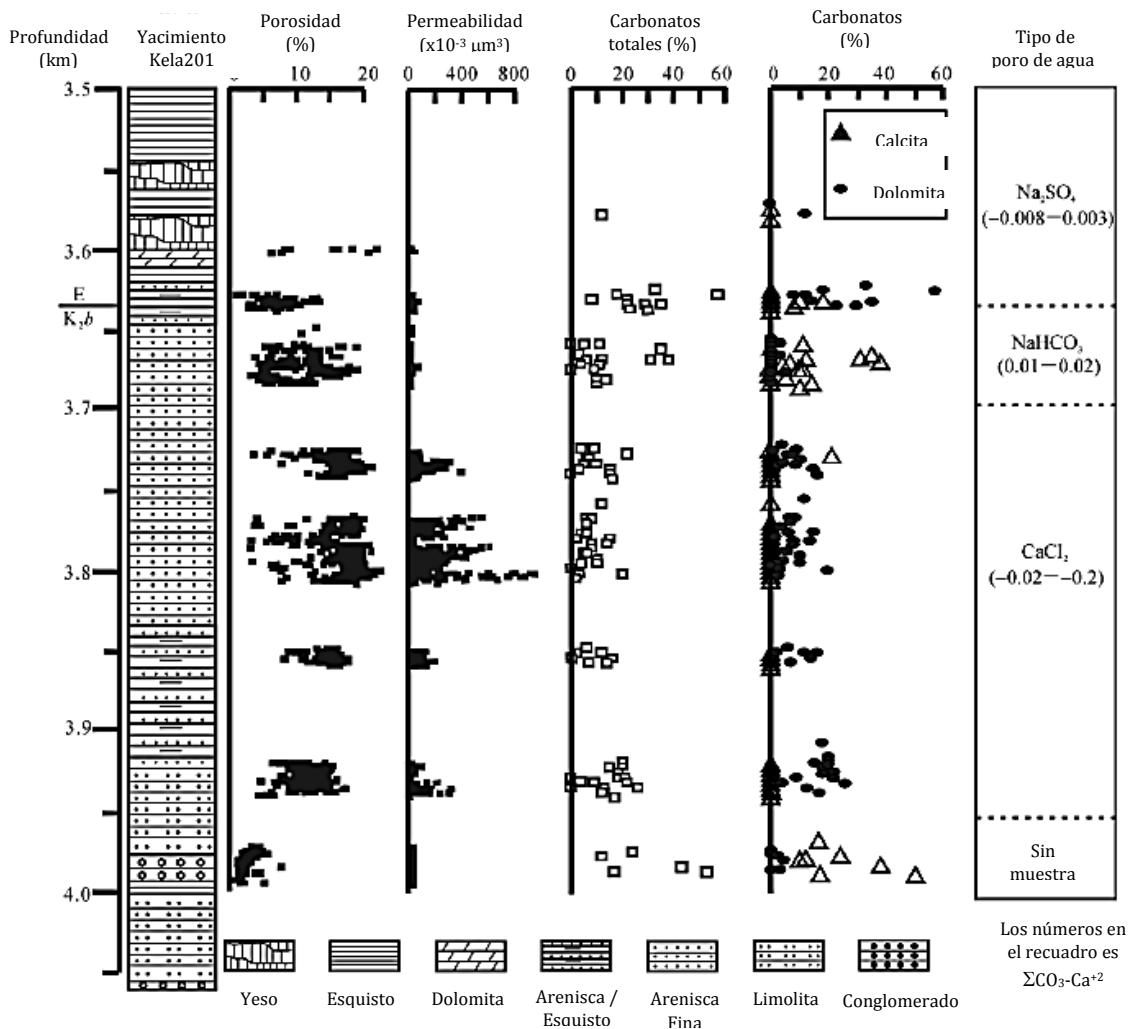 Profundidad
(km)
Yacimiento
Kela201
Porosidad
(%)
Permeabilidad
(x10⁻³ μm³)
Carbonatos
totales (%)
Carbonatos
(%)
Tipo de
poro de agua
10 20
0 400 800
0 20 40 60
0 20 40 60
3.5
3.6
E
K₁b
3.7
3.8
3.9
4.0
Calcita
Dolomita
Na₂SO₄
(−0.008—0.003)
NaHCO₃
(0.01—0.02)
CaCl₂
(−0.02—−0.2)
Sin
muestra
Los números en
el recuadro es
ΣCO₃-Ca⁺²
Yeso
Esquisto
Dolomita
Arenisca /
Esquisto
Arenisca
Fina
Limolita
Conglomerado